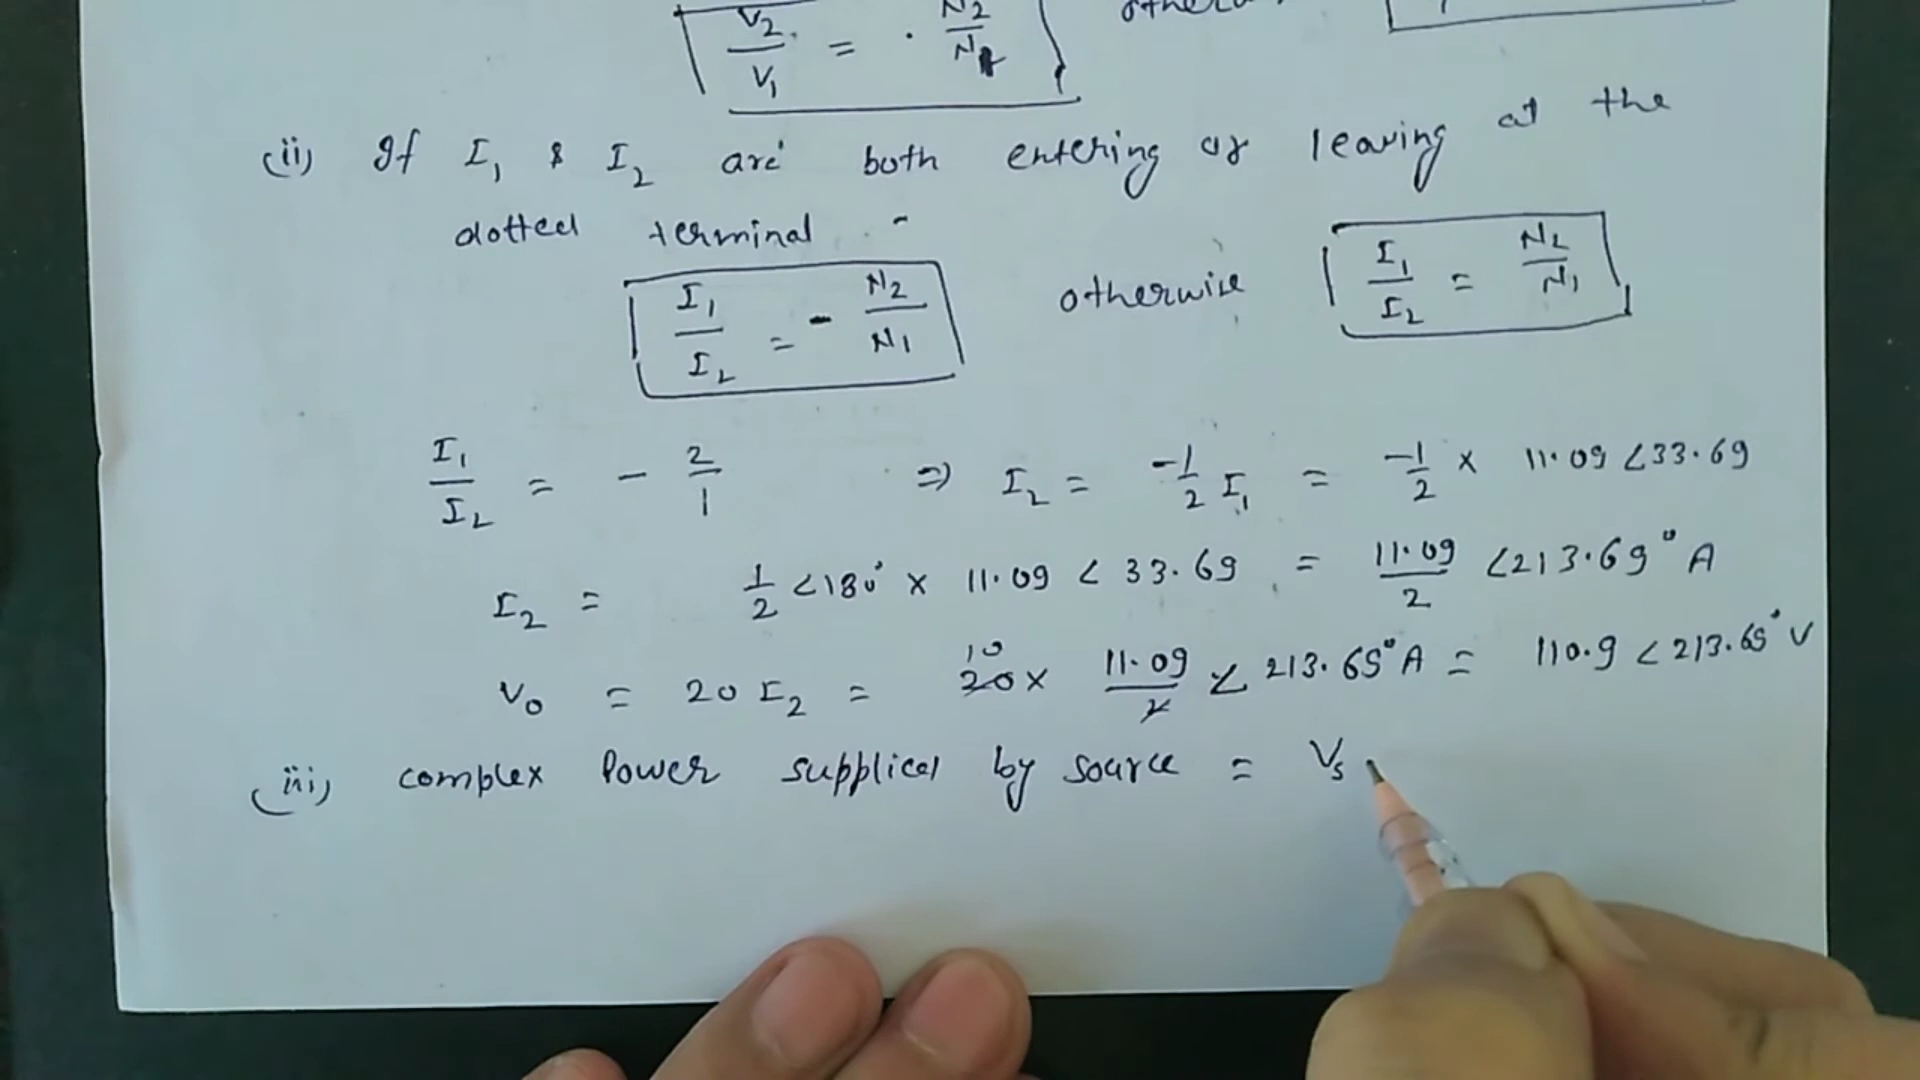 V2/V1 = . N2/N1
(ii) If I1 & I2 are both entering or leaving at the
dotted terminal -
I1/I2 = - N2/N1 otherwise I1/I2 = N2/N1
I1/I2 = - 2/1 ⇒ I2 = -1/2 I1 = -1/2 × 11.09 ∠33.69
I2 = 1/2 ∠180° × 11.09 ∠ 33.69 = 11.09/2 ∠213.69° A
10
V0 = 20 I2 = 20 × 11.09/2 ∠ 213.69° A = 110.9 ∠ 213.69° V
(iii) complex Power supplied by source = Vs .